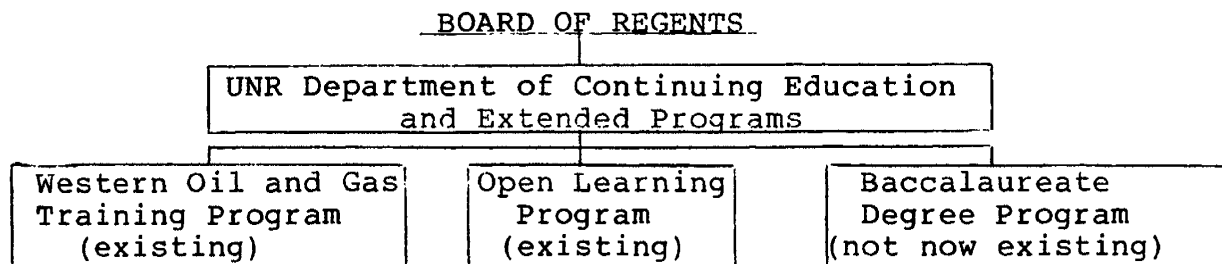 BOARD OF REGENTS
UNR Department of Continuing Education
and Extended Programs
Western Oil and Gas
Training Program
(existing)
Open Learning
Program
(existing)
Baccalaureate
Degree Program
(not now existing)